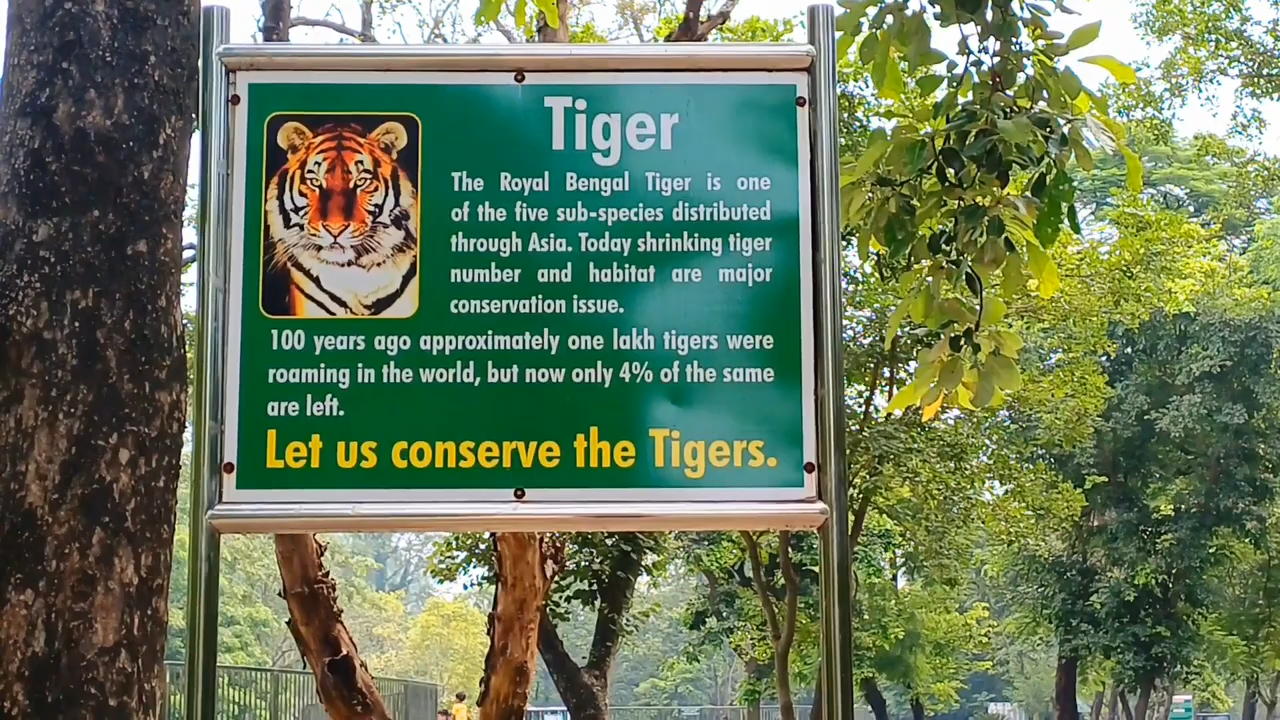 Tiger
The Royal Bengal Tiger is one
of the five sub-species distributed
through Asia. Today shrinking tiger
number and habitat are major
conservation issue.
100 years ago approximately one lakh tigers were
roaming in the world, but now only 4% of the same
are left.
Let us conserve the Tigers.